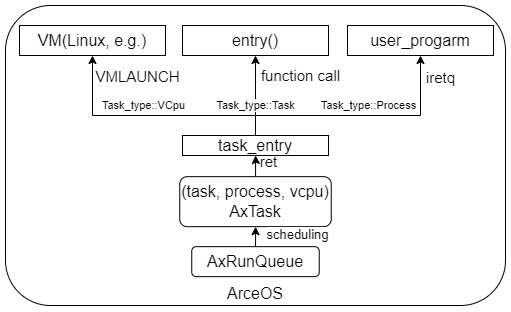 VM(Linux, e.g.) entry() user_progarm
VMLAUNCH function call iretq
Task_type::VCpu Task_type::Task Task_type::Process
task_entry
ret
(task, process, vcpu)
AxTask
scheduling
AxRunQueue
ArceOS